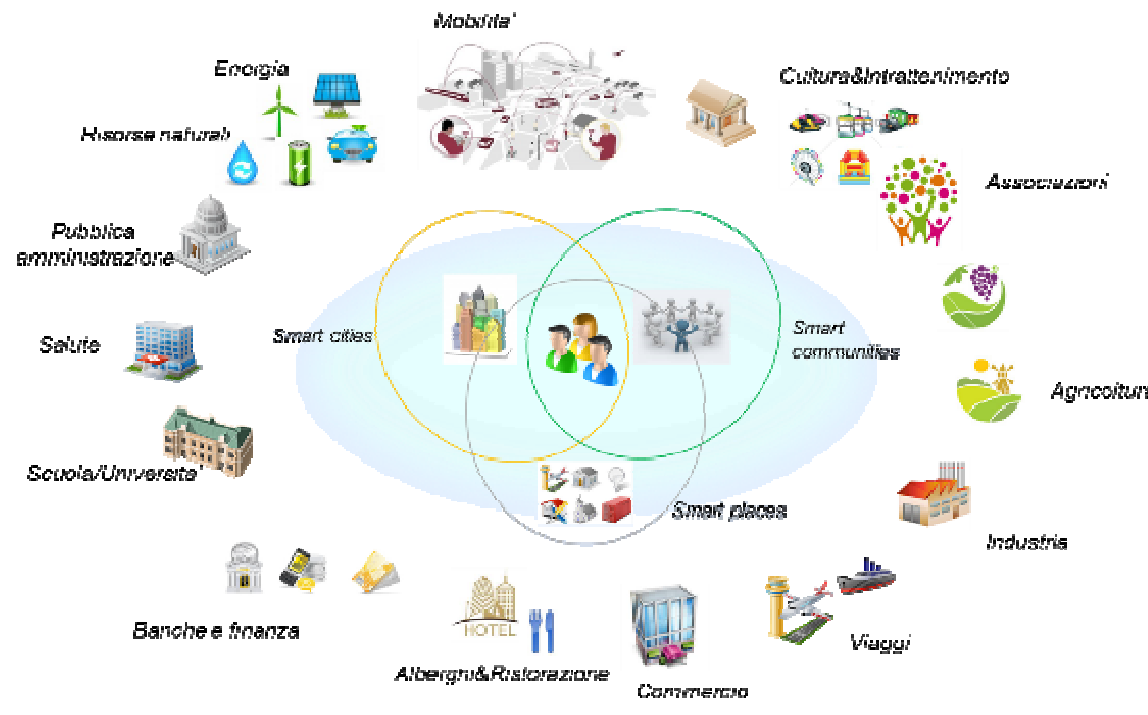 Mobilita'
Energia
Cultura&Intrattenimento
Risorse naturali
Associazioni
Pubblica
amministrazione
Smart cities
Smart
communities
Salute
Agricoltura
Scuola/Universita'
Smart places
Industria
HOTEL
Banche e finanza
Viaggi
Alberghi&Ristorazione
Commercio